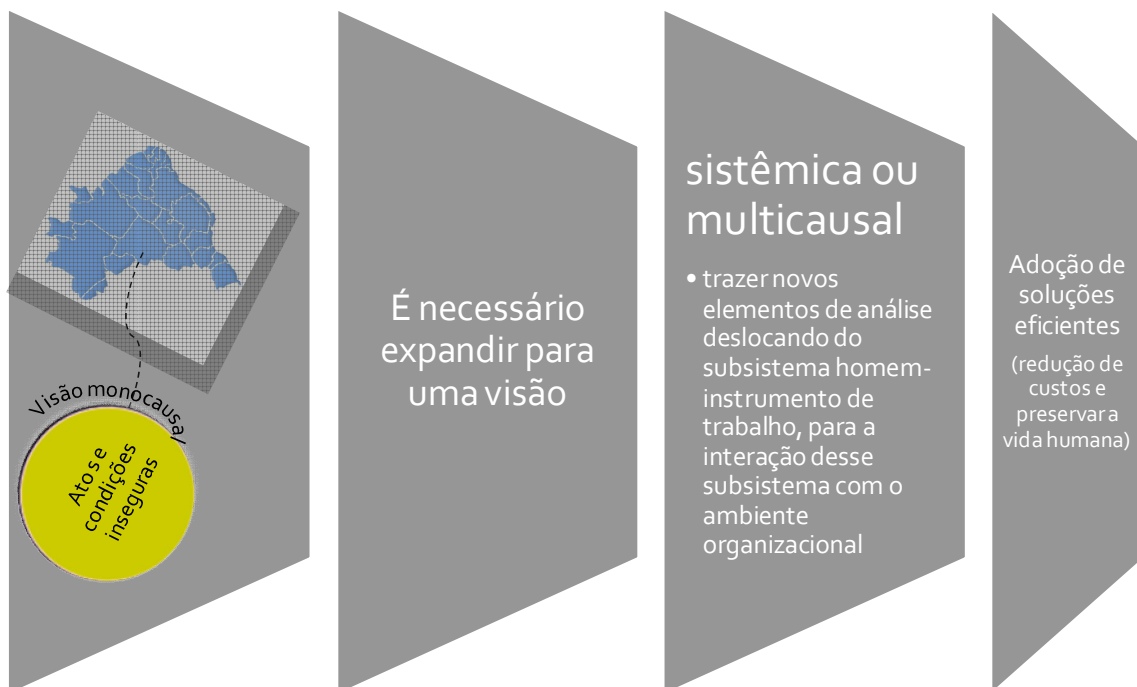 Visão monocausal
Ato s e
condições
inseguras
É necessário
expandir para
uma visão
sistêmica ou
multicausal
• trazer novos
elementos de análise
deslocando do
subsistema homem-
instrumento de
trabalho, para a
interação desse
subsistema com o
ambiente
organizacional
Adoção de
soluções
eficientes
(redução de
custos e
preservar a
vida humana)